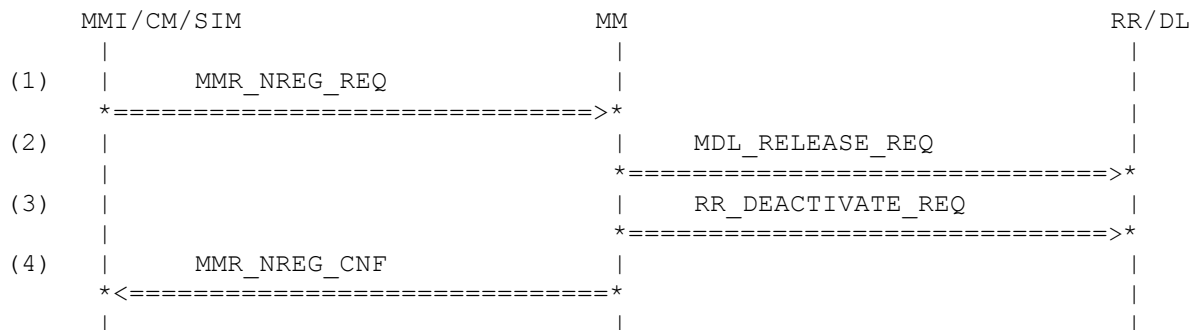 MMI/CM/SIM MM RR/DL
| | |
(1) | MMR_NREG_REQ | |
*==============================>* |
(2) | | MDL_RELEASE_REQ |
| *==============================>*
(3) | | RR_DEACTIVATE_REQ |
| *==============================>*
(4) | MMR_NREG_CNF | |
*<==============================* |
| | |